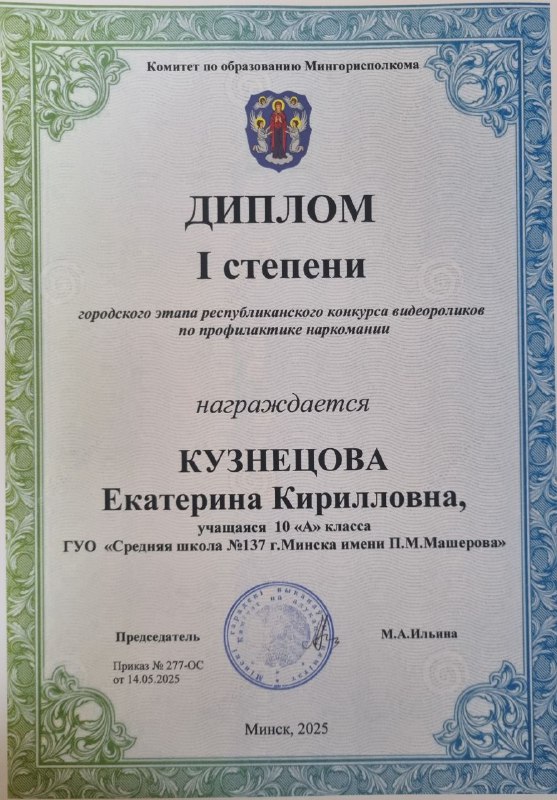 Комитет по образованию Мингорисполкома
ДИПЛОМ
I степени
городского этапа республиканского конкурса видеороликов
по профилактике наркомании
награждается
КУЗНЕЦОВА
Екатерина Кирилловна,
учащаяся 10 «А» класса
ГУО «Средняя школа №137 г.Минска имени П.М.Машерова»
Председатель
М.А.Ильина
Приказ № 277-ОС
от 14.05.2025
Минск, 2025